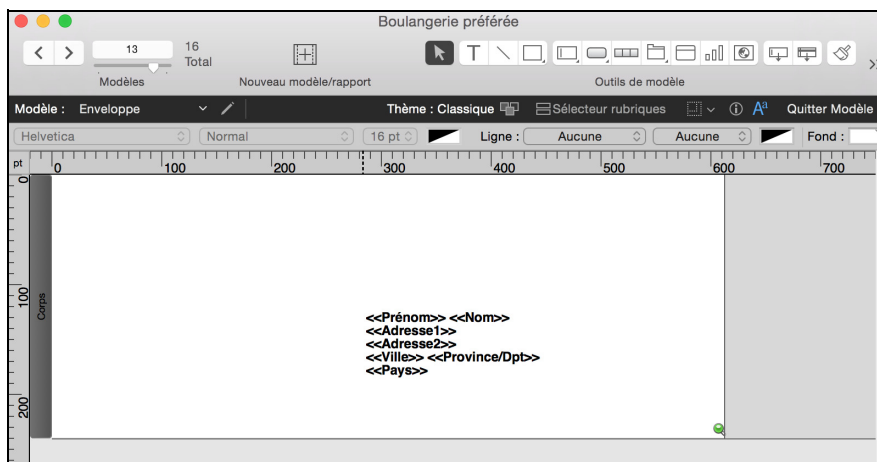 Boulangerie préférée
13
16
Total
Modèles
Nouveau modèle/rapport
T
Outils de modèle
Modèle : Enveloppe
Thème : Classique
Sélecteur rubriques
Aa
Quitter Modèle
Helvetica
Normal
16 pt
Ligne :
Aucune
Aucune
Fond :
pt
0 100 200 300 400 500 600 700
0
100
200
Corps
<<Prénom>> <<Nom>>
<<Adresse1>>
<<Adresse2>>
<<Ville>> <<Province/Dpt>>
<<Pays>>